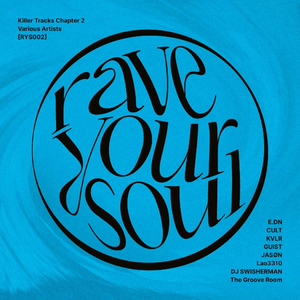 Killer Tracks Chapter 2
Various Artists
[RYS002]
rave
your
soul
E.DN
CULT
KVLR
GUIST
JASØN
Lao3310
DJ SWISHERMAN
The Groove Room